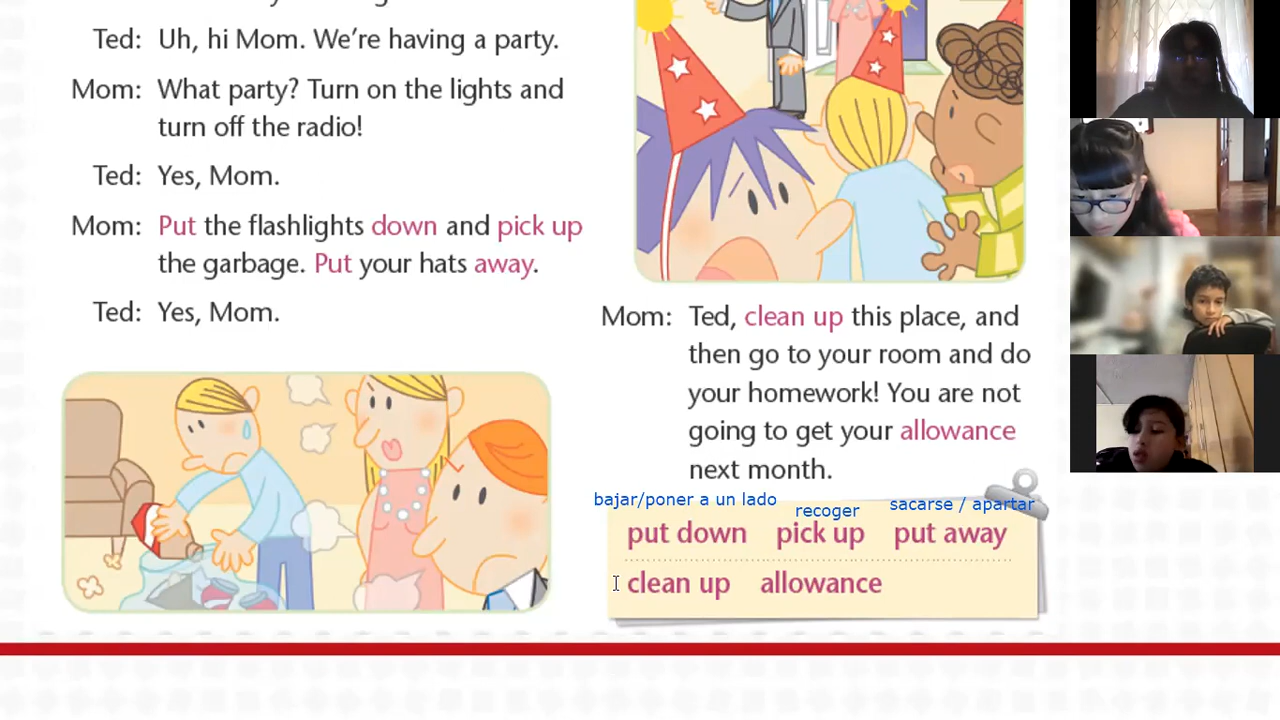 Ted: Uh, hi Mom. We're having a party.
Mom: What party? Turn on the lights and
turn off the radio!
Ted: Yes, Mom.
Mom: Put the flashlights down and pick up
the garbage. Put your hats away.
Ted: Yes, Mom.
Mom: Ted, clean up this place, and
then go to your room and do
your homework! You are not
going to get your allowance
next month.
bajar/poner a un lado recoger sacarse / apartar
put down pick up put away
clean up allowance